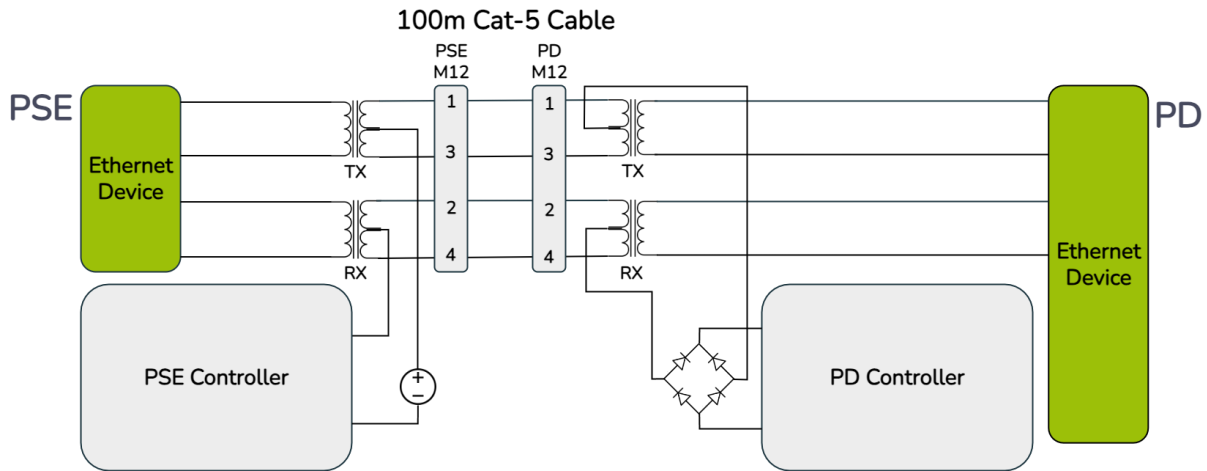 100m Cat-5 Cable
PSE
M12
PD
M12
PSE
PD
Ethernet
Device
1
3
2
4
1
3
2
4
TX
RX
TX
RX
Ethernet
Device
PSE Controller
+
−
PD Controller